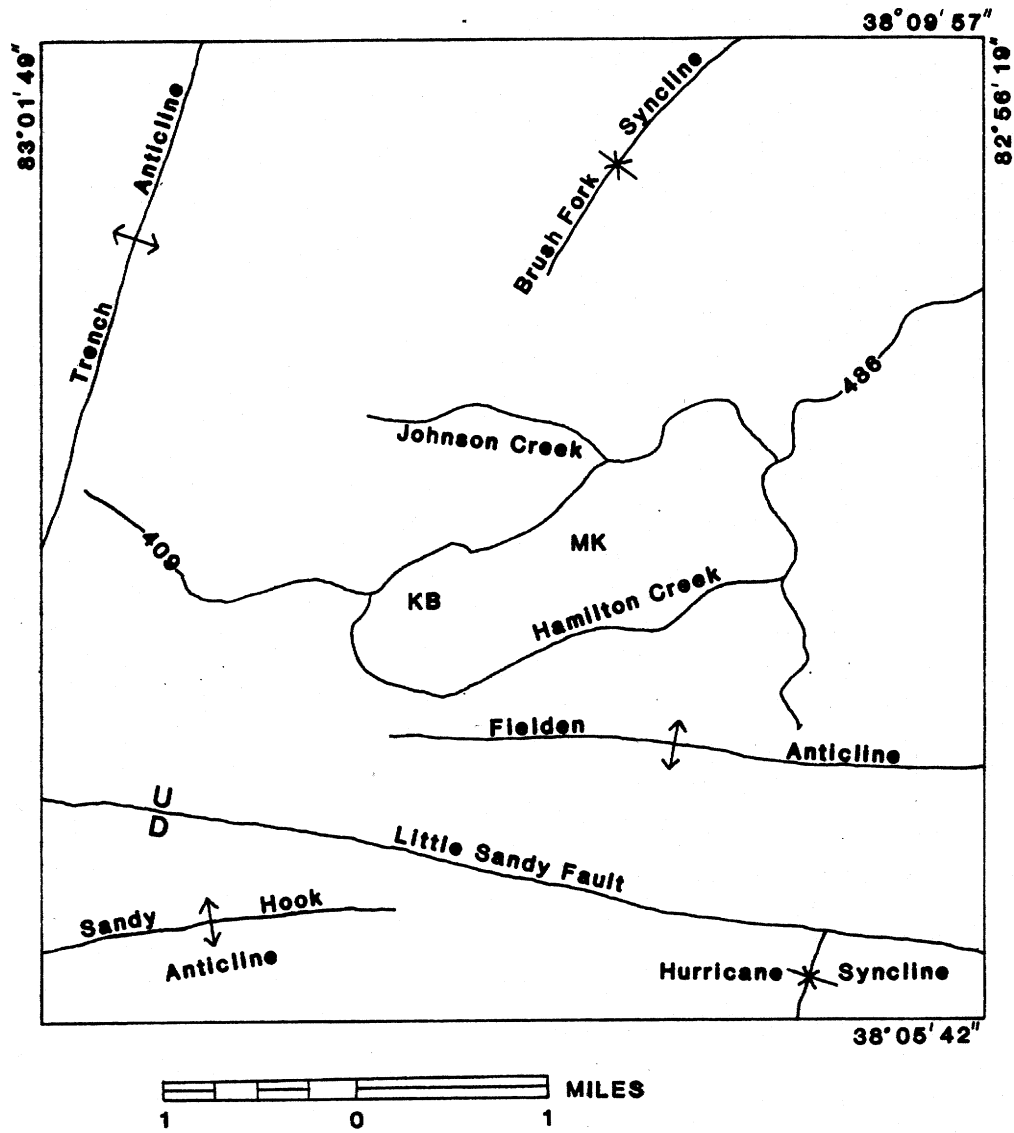 38°09'57"
83°01'49"
82°56'19"
Trench Anticline
Brush Fork Syncline
486
Johnson Creek
409
MK
KB
Hamilton Creek
Fielden Anticline
U
D
Little Sandy Fault
Sandy Hook
Anticline
Hurricane Syncline
38°05'42"
MILES
1 0 1